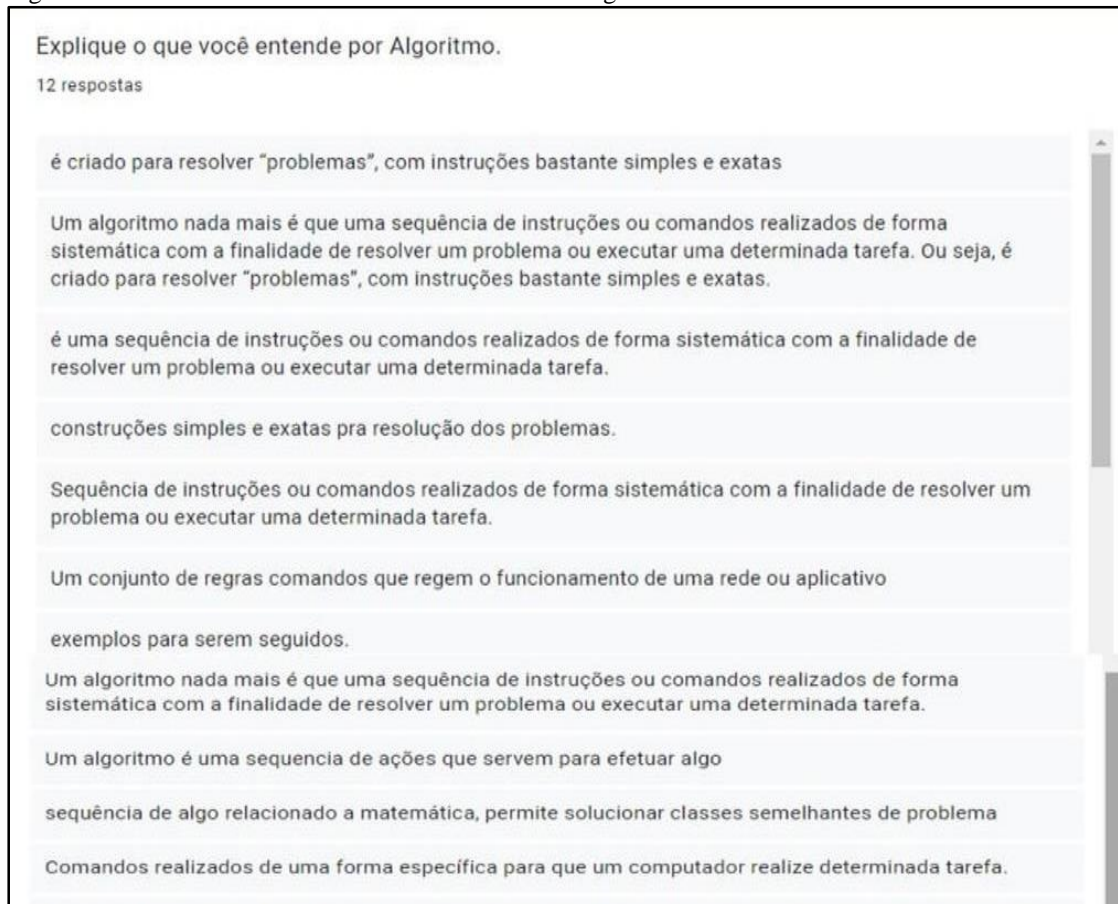 Explique o que você entende por Algoritmo.
12 respostas
é criado para resolver “problemas”, com instruções bastante simples e exatas
Um algoritmo nada mais é que uma sequência de instruções ou comandos realizados de forma
sistemática com a finalidade de resolver um problema ou executar uma determinada tarefa. Ou seja, é
criado para resolver “problemas”, com instruções bastante simples e exatas.
é uma sequência de instruções ou comandos realizados de forma sistemática com a finalidade de
resolver um problema ou executar uma determinada tarefa.
construções simples e exatas pra resolução dos problemas.
Sequência de instruções ou comandos realizados de forma sistemática com a finalidade de resolver um
problema ou executar uma determinada tarefa.
Um conjunto de regras comandos que regem o funcionamento de uma rede ou aplicativo
exemplos para serem seguidos.
Um algoritmo nada mais é que uma sequência de instruções ou comandos realizados de forma
sistemática com a finalidade de resolver um problema ou executar uma determinada tarefa.
Um algoritmo é uma sequencia de ações que servem para efetuar algo
sequência de algo relacionado a matemática, permite solucionar classes semelhantes de problema
Comandos realizados de uma forma específica para que um computador realize determinada tarefa.